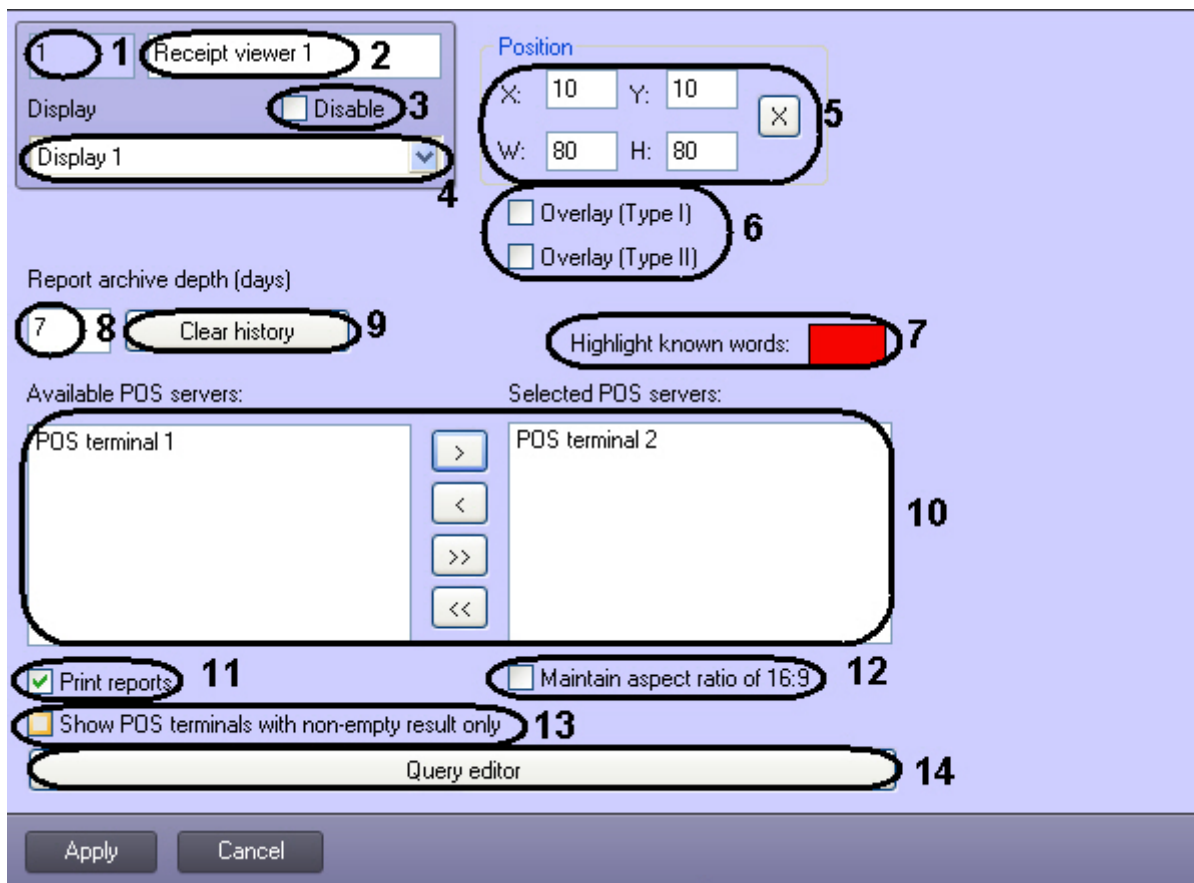 1 1 Receipt viewer 1 2
Display Disable 3
Display 1
4
Position
X: 10 Y: 10 X 5
W: 80 H: 80
Overlay (Type I)
6
Overlay (Type II)
Report archive depth (days)
7 8 Clear history 9
Highlight known words: 7
Available POS servers: Selected POS servers:
POS terminal 1 > POS terminal 2
<
10
>>
<<
Print reports 11 Maintain aspect ratio of 16:9 12
Show POS terminals with non-empty result only 13
Query editor 14
Apply Cancel